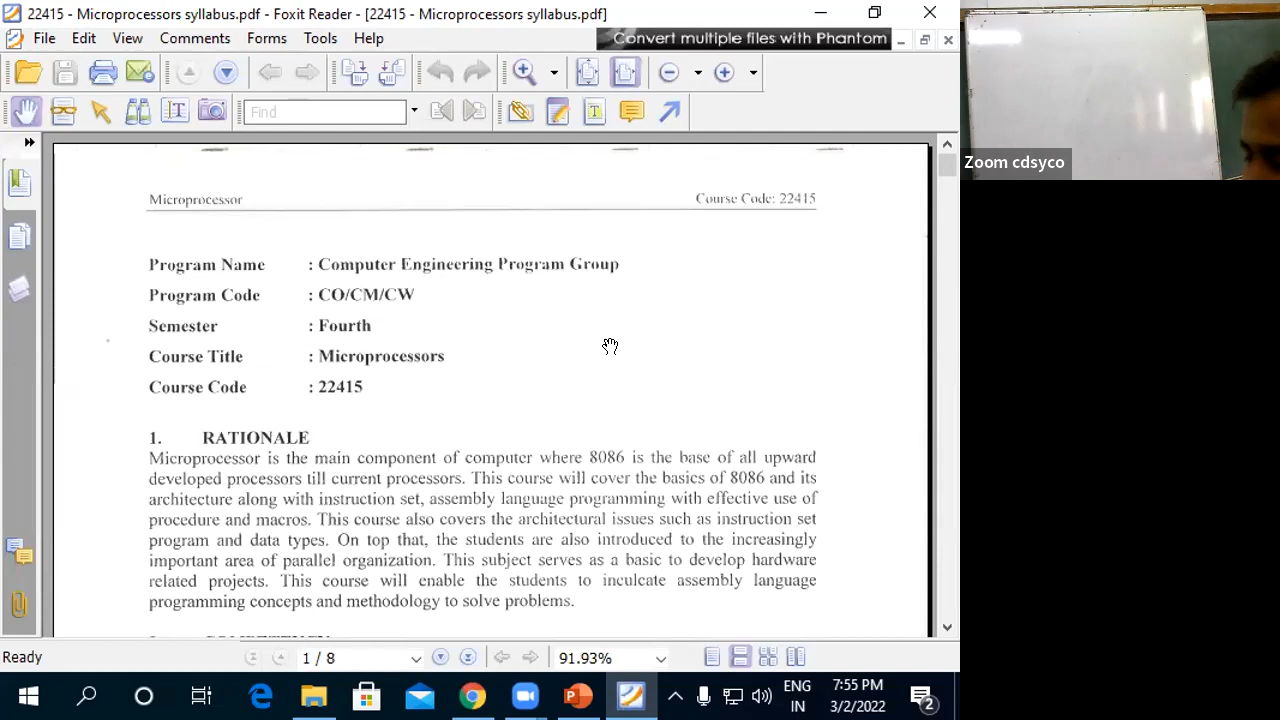 22415 - Microprocessors syllabus.pdf - Foxit Reader - [22415 - Microprocessors syllabus.pdf]
File Edit View Comments Forms Tools Help
Convert multiple files with Phantom
Find
Zoom cdsyco
Microprocessor Course Code: 22415
Program Name : Computer Engineering Program Group
Program Code : CO/CM/CW
Semester : Fourth
Course Title : Microprocessors
Course Code : 22415
1. RATIONALE
Microprocessor is the main component of computer where 8086 is the base of all upward
developed processors till current processors. This course will cover the basics of 8086 and its
architecture along with instruction set, assembly language programming with effective use of
procedure and macros. This course also covers the architectural issues such as instruction set
program and data types. On top that, the students are also introduced to the increasingly
important area of parallel organization. This subject serves as a basic to develop hardware
related projects. This course will enable the students to inculcate assembly language
programming concepts and methodology to solve problems.
Ready
1 / 8
91.93%
ENG
IN
7:55 PM
3/2/2022
2